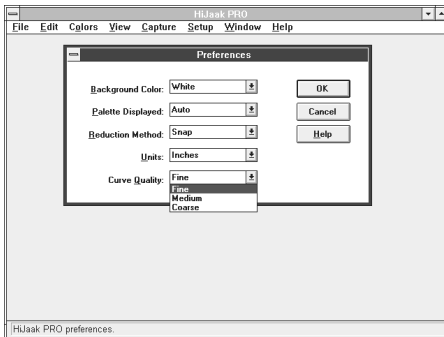 HiJaak PRO
File Edit Colors View Capture Setup Window Help
Preferences
Background Color: White
OK
Palette Displayed: Auto
Cancel
Reduction Method: Snap
Help
Units: Inches
Curve Quality: Fine
Fine
Medium
Coarse
HiJaak PRO preferences.